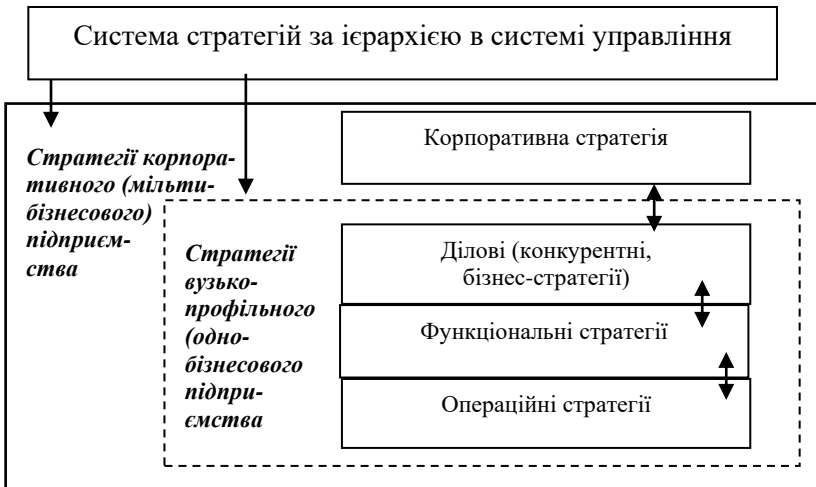 Система стратегій за ієрархією в системі управління
Стратегії корпора-
тивного (мільти-
бізнесового)
підприєм-
ства
Корпоративна стратегія
Стратегії
вузько-
профільного
(одно-
бізнесового
підпри-
ємства
Ділові (конкурентні,
бізнес-стратегії)
Функціональні стратегії
Операційні стратегії